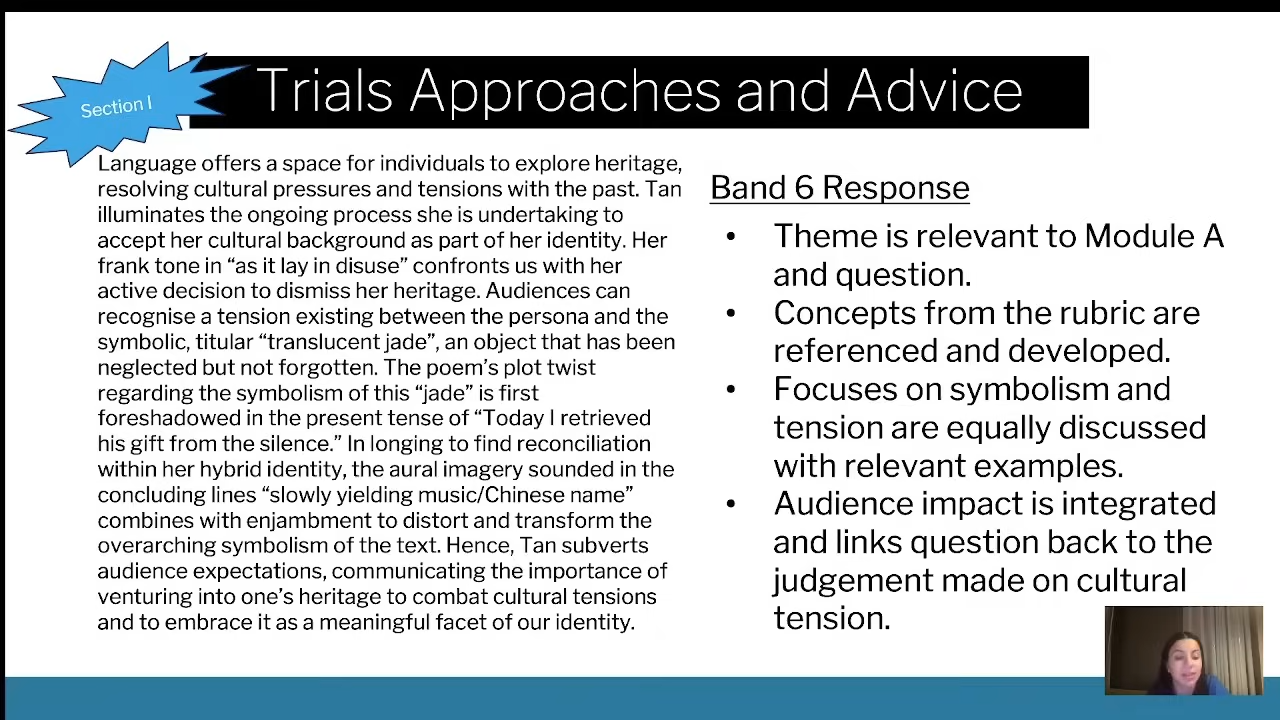 Section I
Trials Approaches and Advice
Language offers a space for individuals to explore heritage,
resolving cultural pressures and tensions with the past. Tan
illuminates the ongoing process she is undertaking to
accept her cultural background as part of her identity. Her
frank tone in “as it lay in disuse” confronts us with her
active decision to dismiss her heritage. Audiences can
recognise a tension existing between the persona and the
symbolic, titular “translucent jade”, an object that has been
neglected but not forgotten. The poem’s plot twist
regarding the symbolism of this “jade” is first
foreshadowed in the present tense of “Today I retrieved
his gift from the silence.” In longing to find reconciliation
within her hybrid identity, the aural imagery sounded in the
concluding lines “slowly yielding music/Chinese name”
combines with enjambment to distort and transform the
overarching symbolism of the text. Hence, Tan subverts
audience expectations, communicating the importance of
venturing into one’s heritage to combat cultural tensions
and to embrace it as a meaningful facet of our identity.
Band 6 Response
• Theme is relevant to Module A
and question.
• Concepts from the rubric are
referenced and developed.
• Focuses on symbolism and
tension are equally discussed
with relevant examples.
• Audience impact is integrated
and links question back to the
judgement made on cultural
tension.